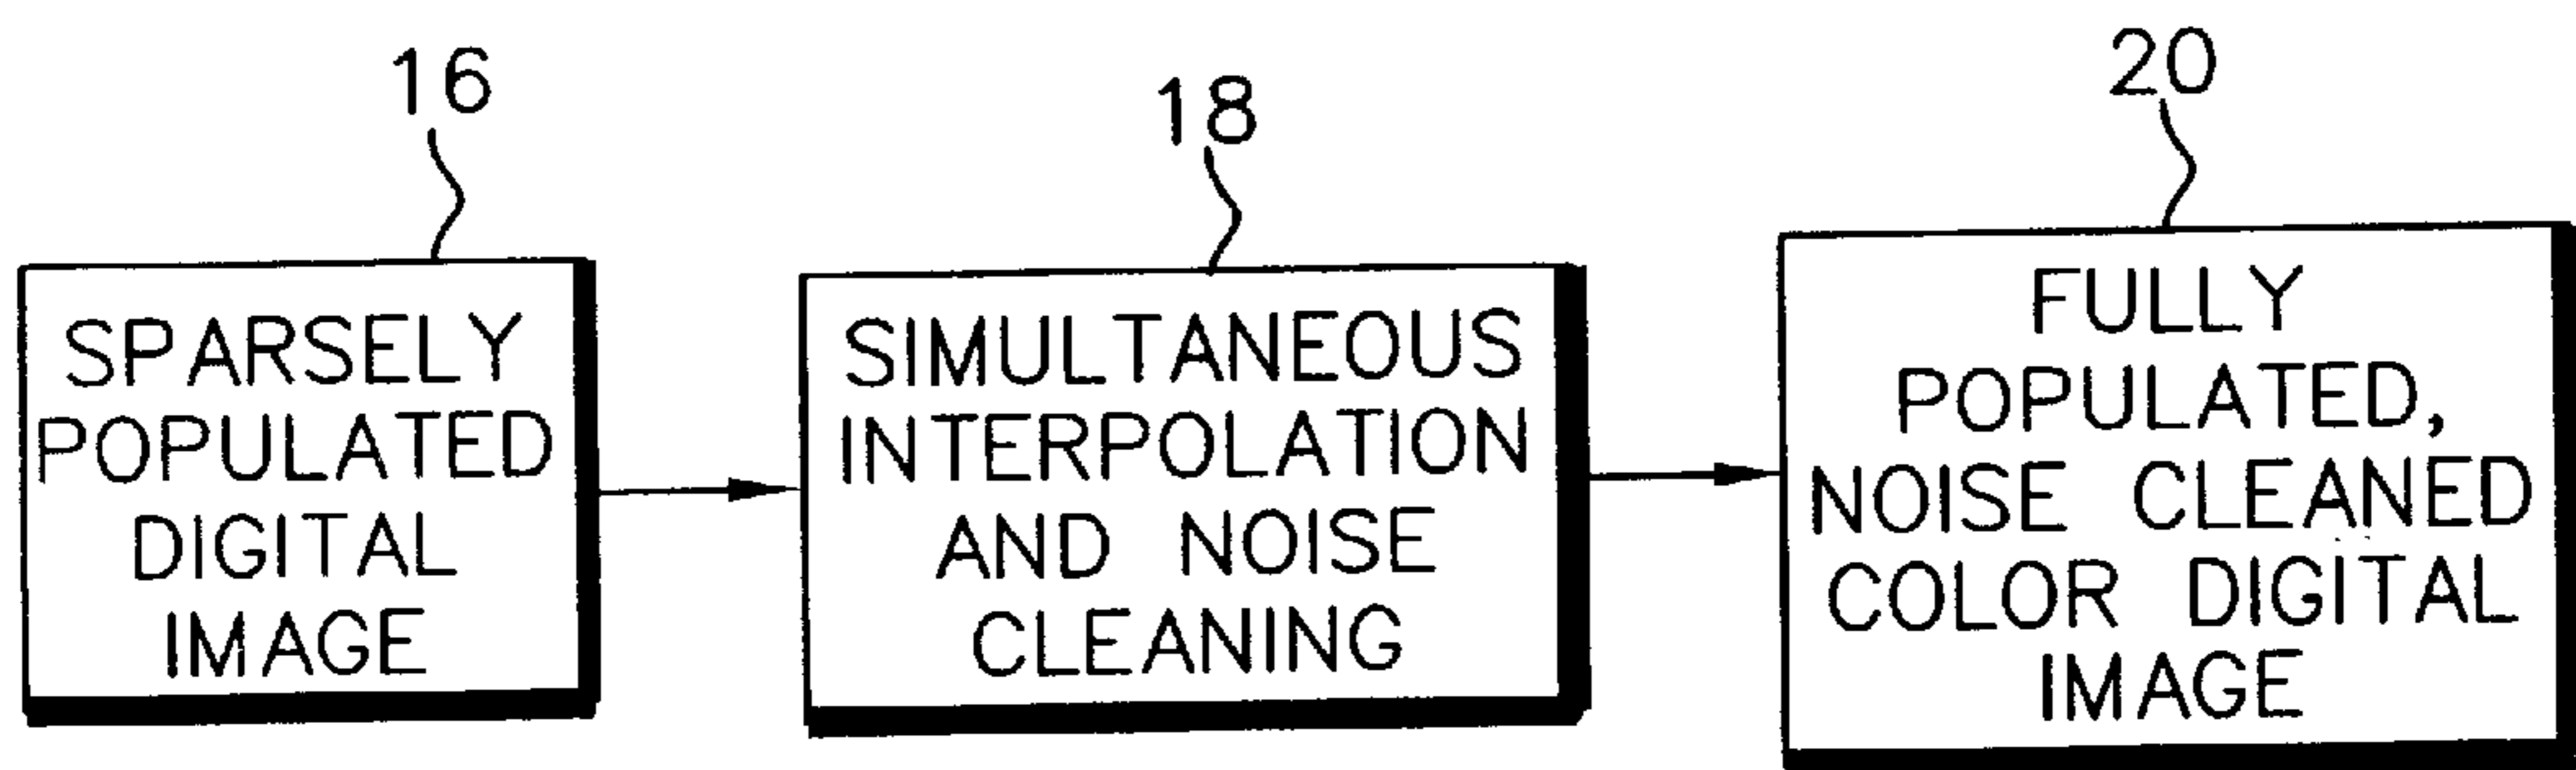 16
18
20
SPARSELY
POPULATED
DIGITAL
IMAGE
SIMULTANEOUS
INTERPOLATION
AND NOISE
CLEANING
FULLY
POPULATED,
NOISE CLEANED
COLOR DIGITAL
IMAGE